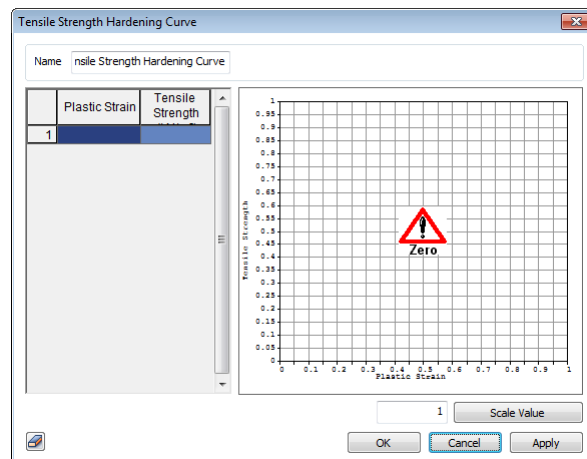 Tensile Strength Hardening Curve
Name nsile Strength Hardening Curve
Plastic Strain Tensile Strength
1
1
0.95
0.9
0.85
0.8
0.75
0.7
0.65
0.6
0.55
0.5
0.45
0.4
0.35
0.3
0.25
0.2
0.15
0.1
0.05
0
Tensile Strength
Zero
0 0.1 0.2 0.3 0.4 0.5 0.6 0.7 0.8 0.9 1
Plastic Strain
1 Scale Value
OK Cancel Apply